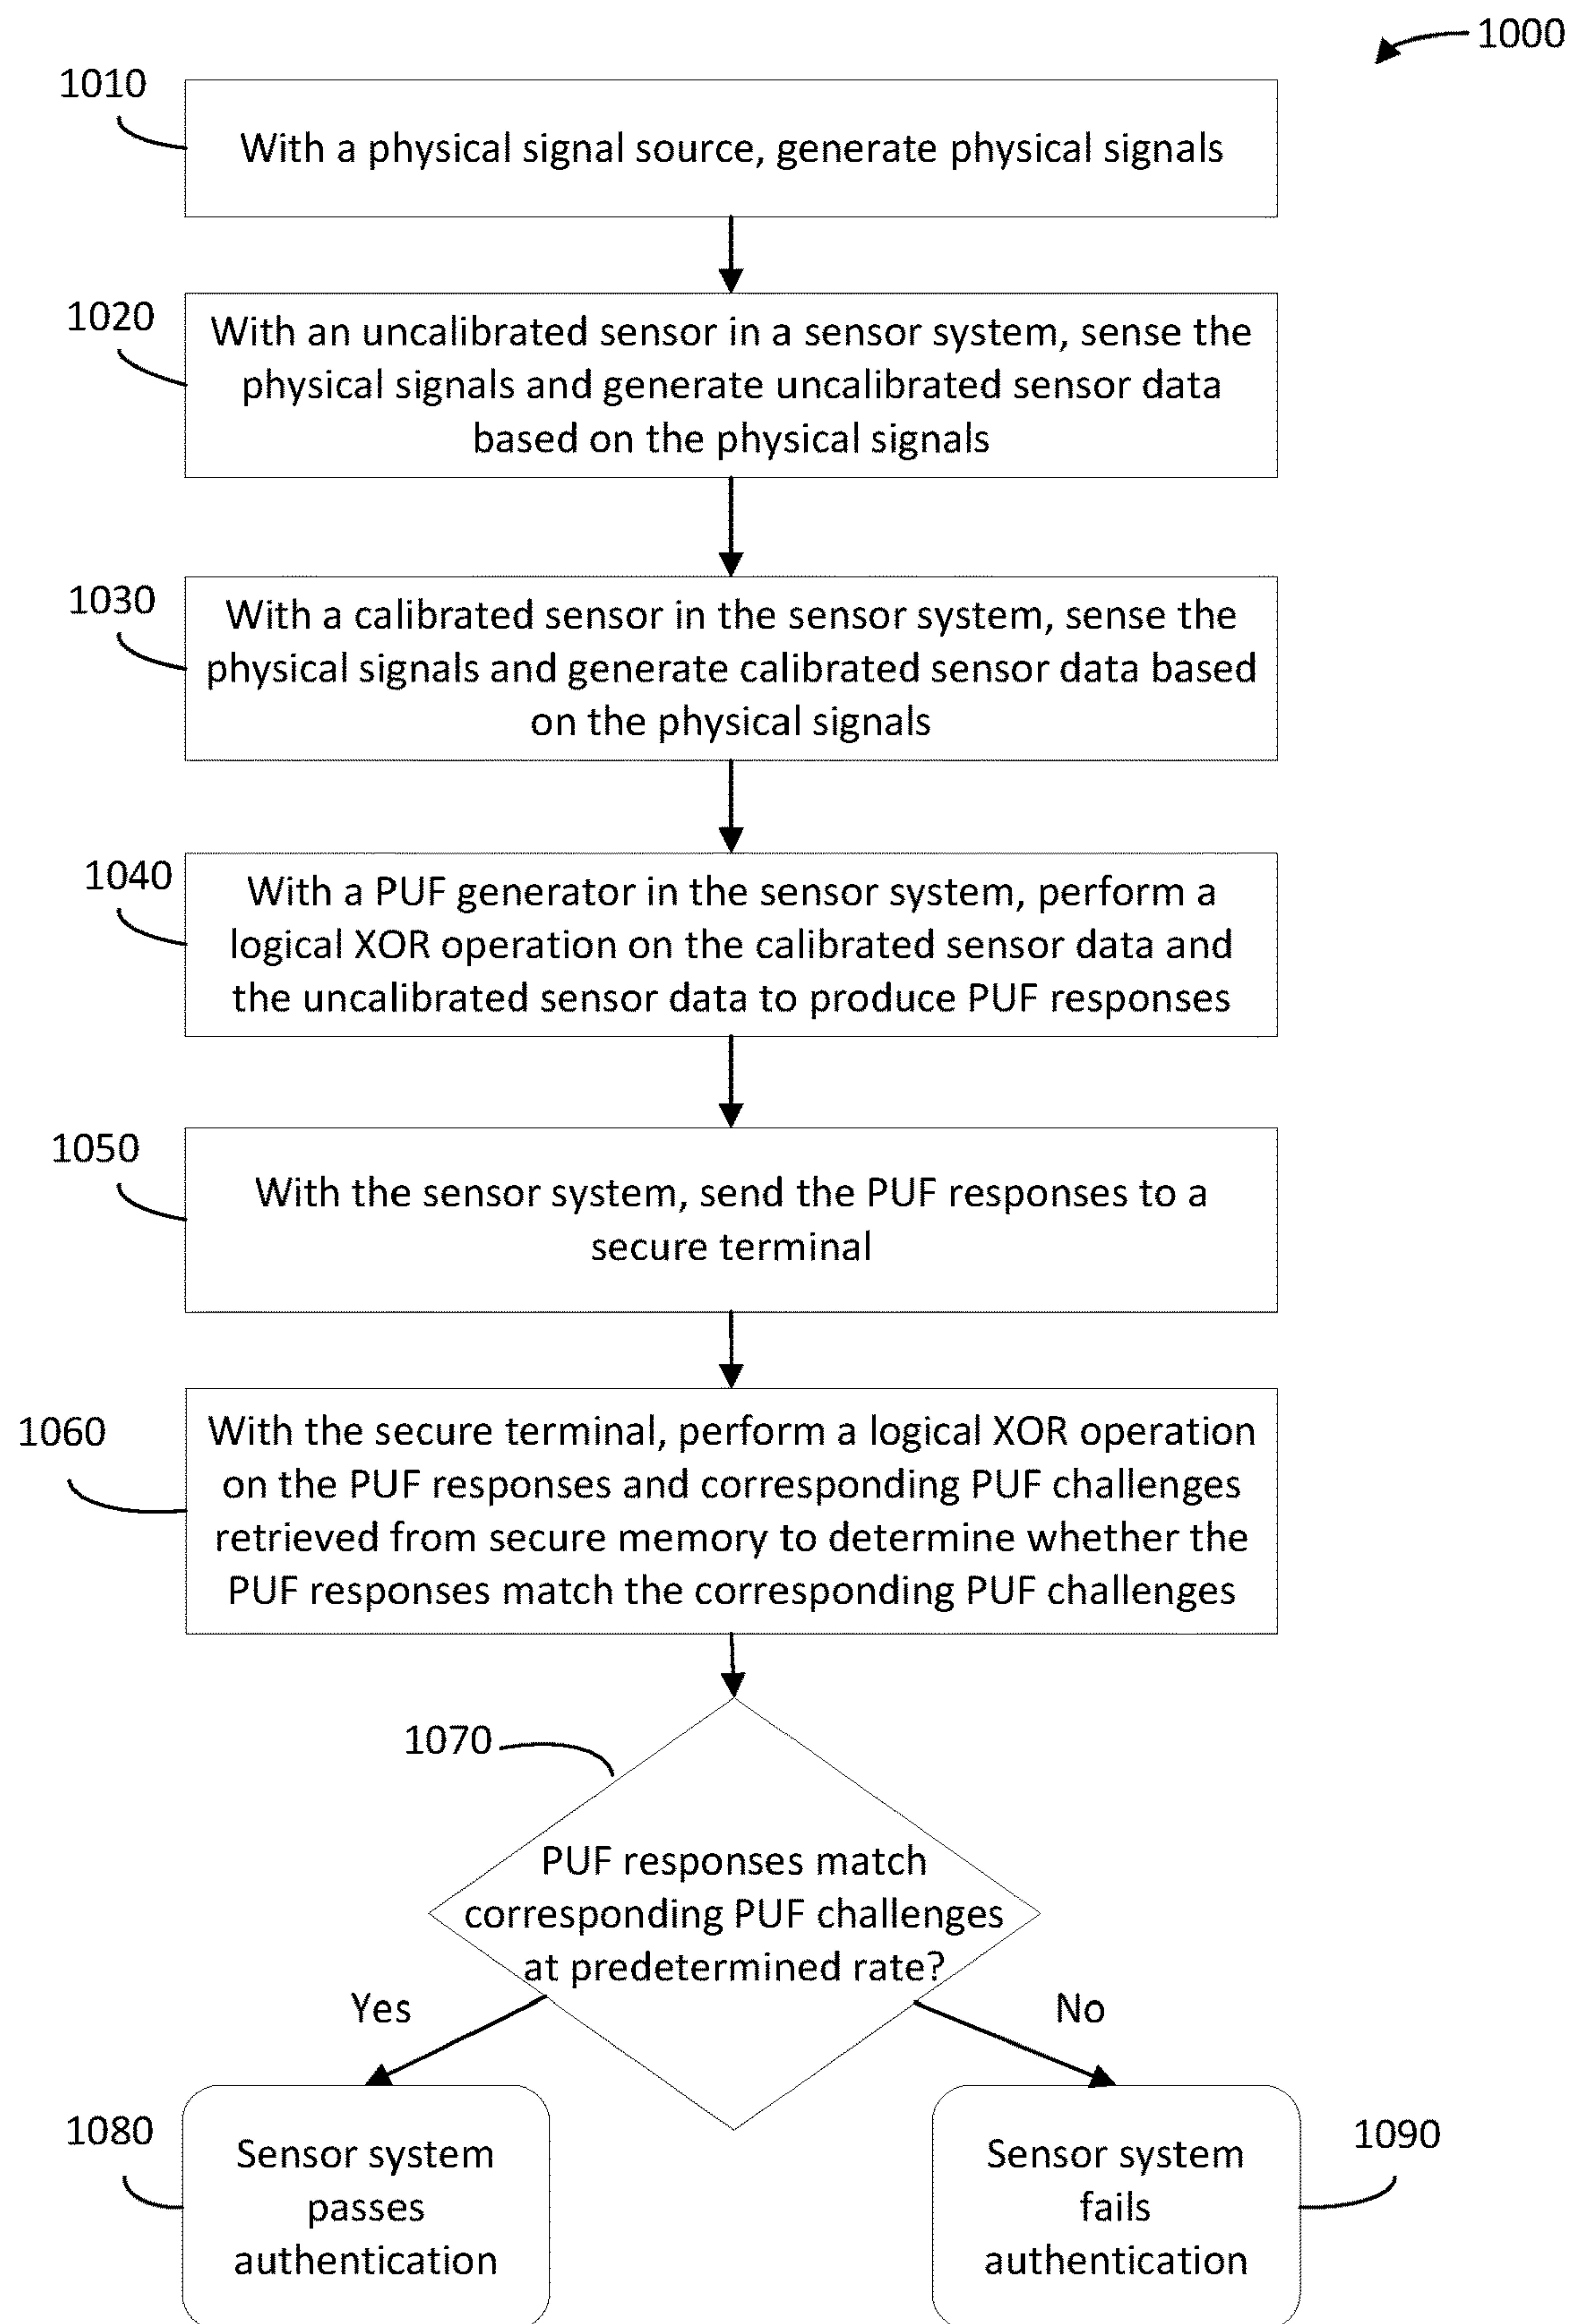 1000
1010
With a physical signal source, generate physical signals
1020
With an uncalibrated sensor in a sensor system, sense the
physical signals and generate uncalibrated sensor data
based on the physical signals
1030
With a calibrated sensor in the sensor system, sense the
physical signals and generate calibrated sensor data based
on the physical signals
1040
With a PUF generator in the sensor system, perform a
logical XOR operation on the calibrated sensor data and
the uncalibrated sensor data to produce PUF responses
1050
With the sensor system, send the PUF responses to a
secure terminal
1060
With the secure terminal, perform a logical XOR operation
on the PUF responses and corresponding PUF challenges
retrieved from secure memory to determine whether the
PUF responses match the corresponding PUF challenges
1070
PUF responses match
corresponding PUF challenges
at predetermined rate?
Yes
No
1080
Sensor system
passes
authentication
Sensor system
fails
authentication
1090